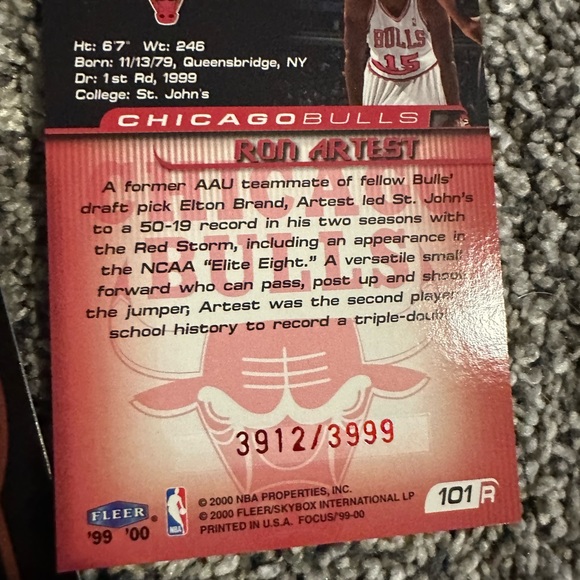 BULLS
15
Ht: 6'7" Wt: 246
Born: 11/13/79, Queensbridge, NY
Dr: 1st Rd, 1999
College: St. John's
CHICAGOBULLS
RON ARTEST
A former AAU teammate of fellow Bulls'
draft pick Elton Brand, Artest led St. John's
to a 50-19 record in his two seasons with
the Red Storm, including an appearance in
the NCAA “Elite Eight.” A versatile small
forward who can pass, post up and shoot
the jumper, Artest was the second player
school history to record a triple-double
3912/3999
FLEER
'99 '00
NBA
© 2000 NBA PROPERTIES, INC.
© 2000 FLEER/SKYBOX INTERNATIONAL LP
PRINTED IN U.S.A. FOCUS/'99-00
101 R